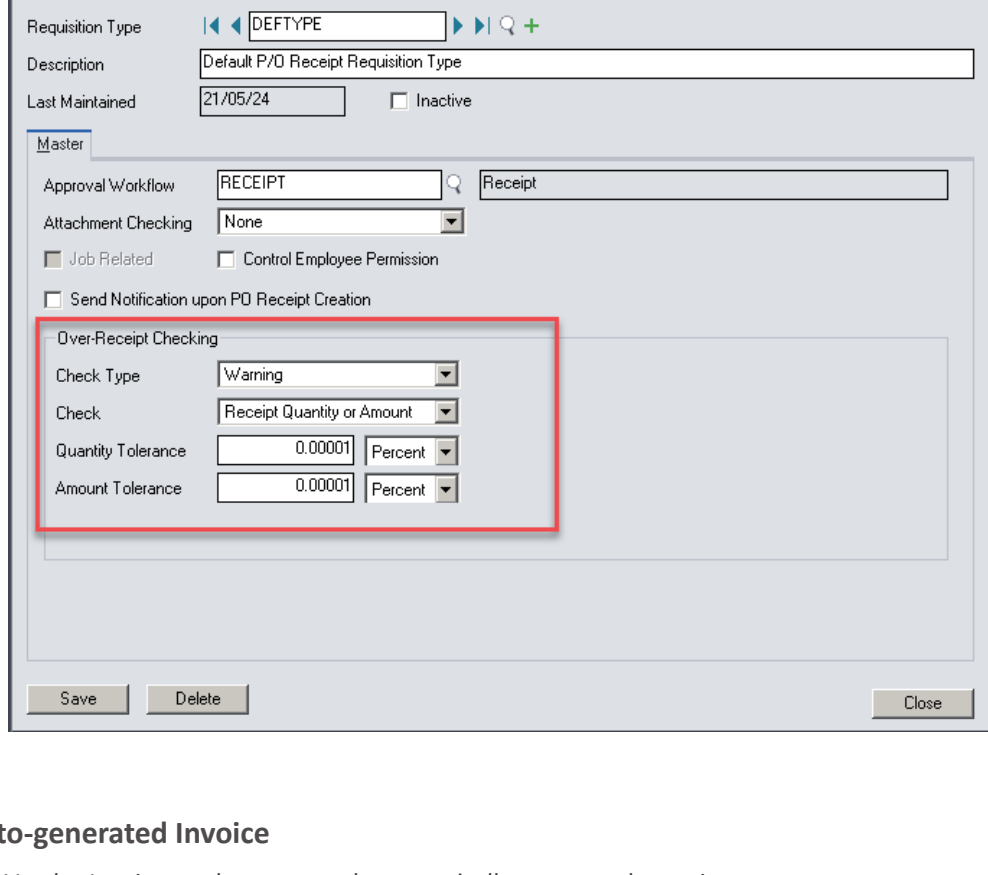 Requisition Type DEFTYPE
Description Default P/O Receipt Requisition Type
Last Maintained 21/05/24 Inactive
Master
Approval Workflow RECEIPT Receipt
Attachment Checking None
Job Related Control Employee Permission
Send Notification upon PO Receipt Creation
Over-Receipt Checking
Check Type Warning
Check Receipt Quantity or Amount
Quantity Tolerance 0.00001 Percent
Amount Tolerance 0.00001 Percent
Save Delete Close
to-generated Invoice